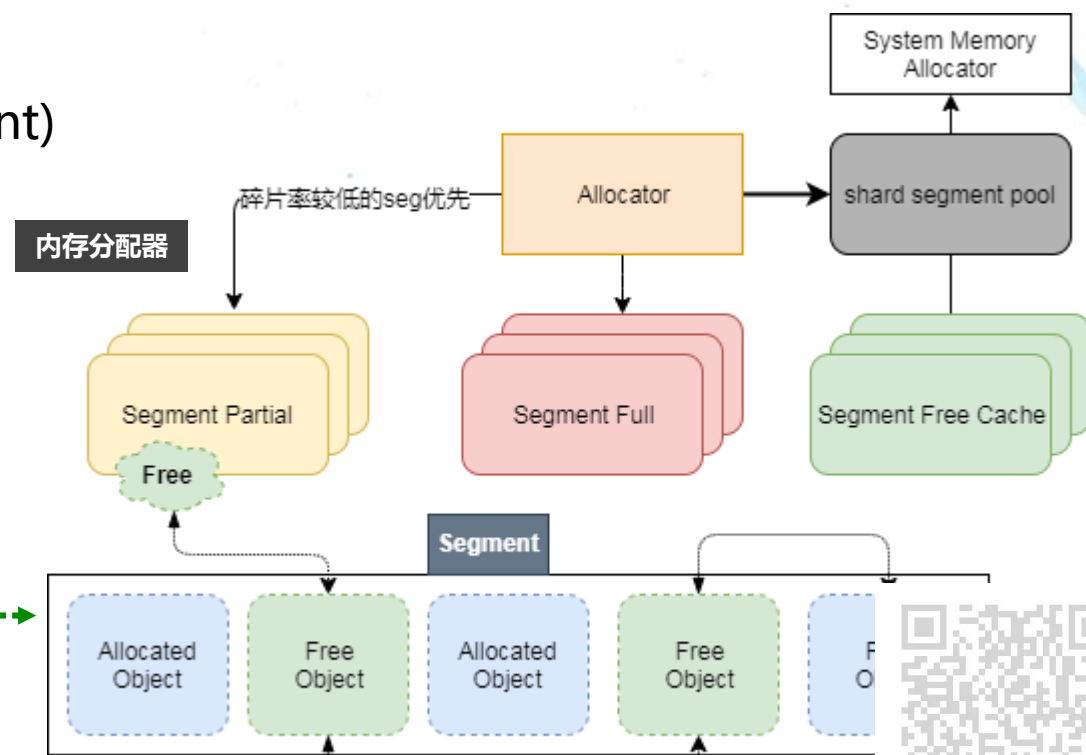 nt)
System Memory
Allocator
碎片率较低的seg优先
Allocator
shard segment pool
内存分配器
Segment Partial
Segment Full
Segment Free Cache
Free
Segment
Allocated
Object
Free
Object
Allocated
Object
Free
Object